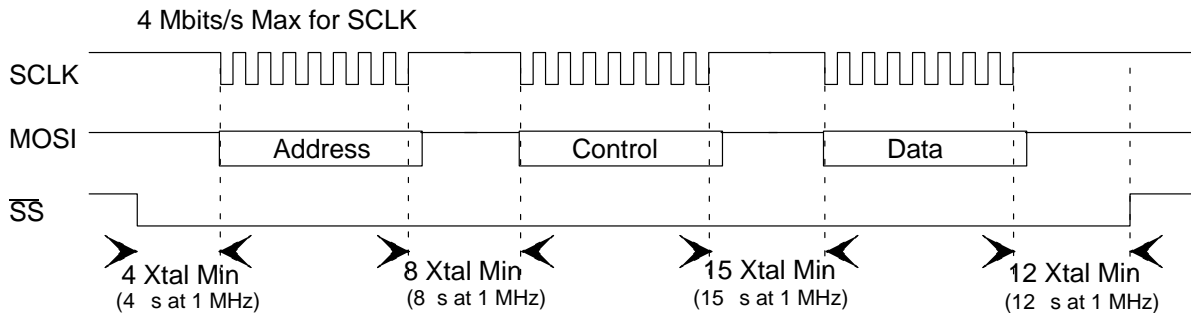 4 Mbits/s Max for SCLK
SCLK
MOSI
Address
Control
Data
SS
4 Xtal Min
(4 s at 1 MHz)
8 Xtal Min
(8 s at 1 MHz)
15 Xtal Min
(15 s at 1 MHz)
12 Xtal Min
(12 s at 1 MHz)